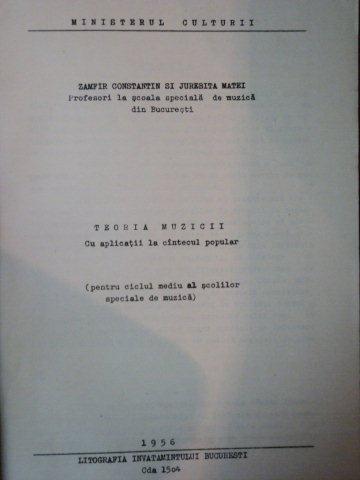 MINISTERUL CULTURII
ZAMFIR CONSTANTIN SI JURESITA MATEI
Profesori la școala specială de muzică
din București
TEORIA MUZICII
Cu aplicații la cîntecul popular
(pentru ciclul mediu al școlilor
speciale de muzică)
1956
LITOGRAFIA INVATAMINTULUI BUCURESTI
Cda 1504